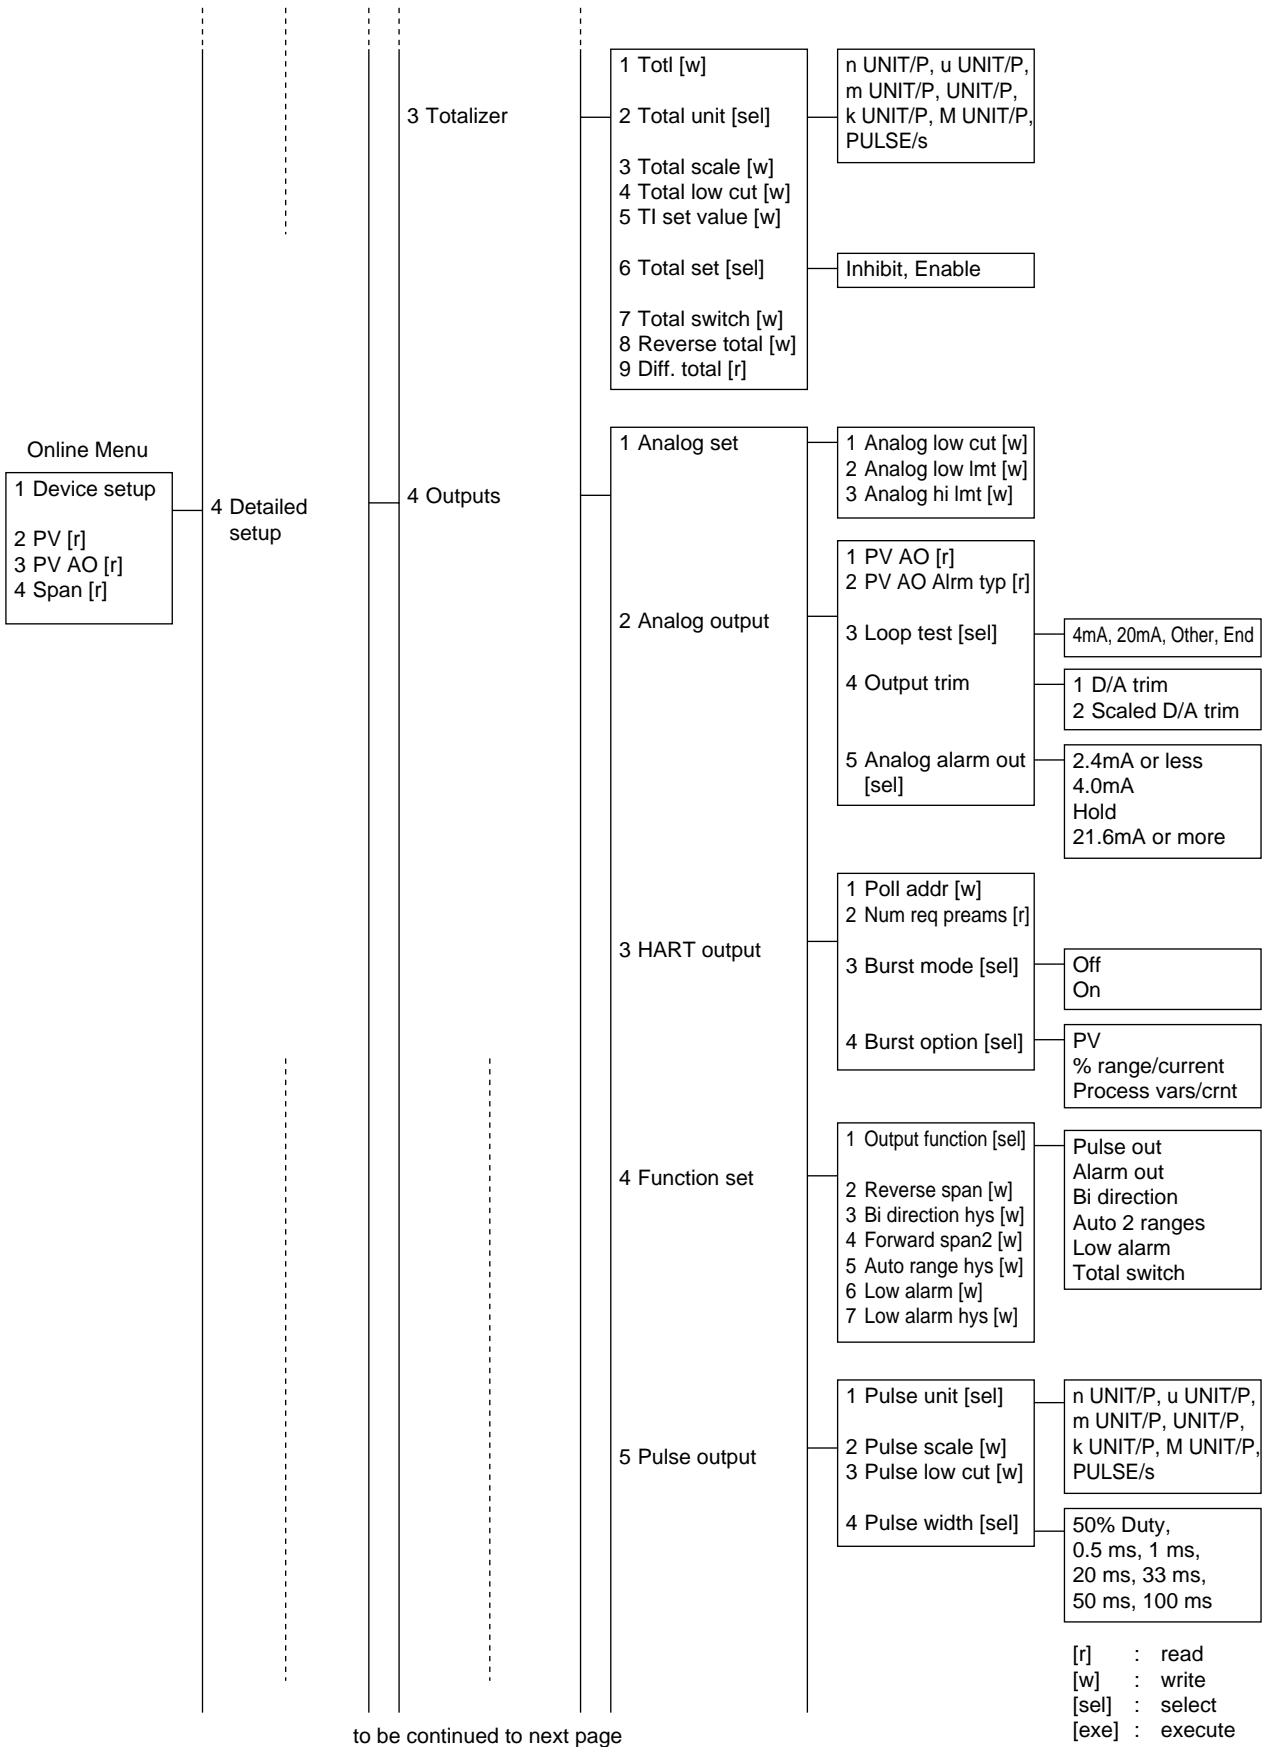 Online Menu
1 Device setup
2 PV [r]
3 PV AO [r]
4 Span [r]
4 Detailed
setup
3 Totalizer
1 Totl [w]
2 Total unit [sel]
3 Total scale [w]
4 Total low cut [w]
5 TI set value [w]
6 Total set [sel]
7 Total switch [w]
8 Reverse total [w]
9 Diff. total [r]
n UNIT/P, u UNIT/P,
m UNIT/P, UNIT/P,
k UNIT/P, M UNIT/P,
PULSE/s
Inhibit, Enable
4 Outputs
1 Analog set
1 Analog low cut [w]
2 Analog low lmt [w]
3 Analog hi lmt [w]
2 Analog output
1 PV AO [r]
2 PV AO Alrm typ [r]
3 Loop test [sel]
4 Output trim
5 Analog alarm out
[sel]
4mA, 20mA, Other, End
1 D/A trim
2 Scaled D/A trim
2.4mA or less
4.0mA
Hold
21.6mA or more
3 HART output
1 Poll addr [w]
2 Num req preams [r]
3 Burst mode [sel]
4 Burst option [sel]
Off
On
PV
% range/current
Process vars/crnt
4 Function set
1 Output function [sel]
2 Reverse span [w]
3 Bi direction hys [w]
4 Forward span2 [w]
5 Auto range hys [w]
6 Low alarm [w]
7 Low alarm hys [w]
Pulse out
Alarm out
Bi direction
Auto 2 ranges
Low alarm
Total switch
5 Pulse output
1 Pulse unit [sel]
2 Pulse scale [w]
3 Pulse low cut [w]
4 Pulse width [sel]
n UNIT/P, u UNIT/P,
m UNIT/P, UNIT/P,
k UNIT/P, M UNIT/P,
PULSE/s
50% Duty,
0.5 ms, 1 ms,
20 ms, 33 ms,
50 ms, 100 ms
[r] : read
[w] : write
[sel] : select
[exe] : execute
to be continued to next page